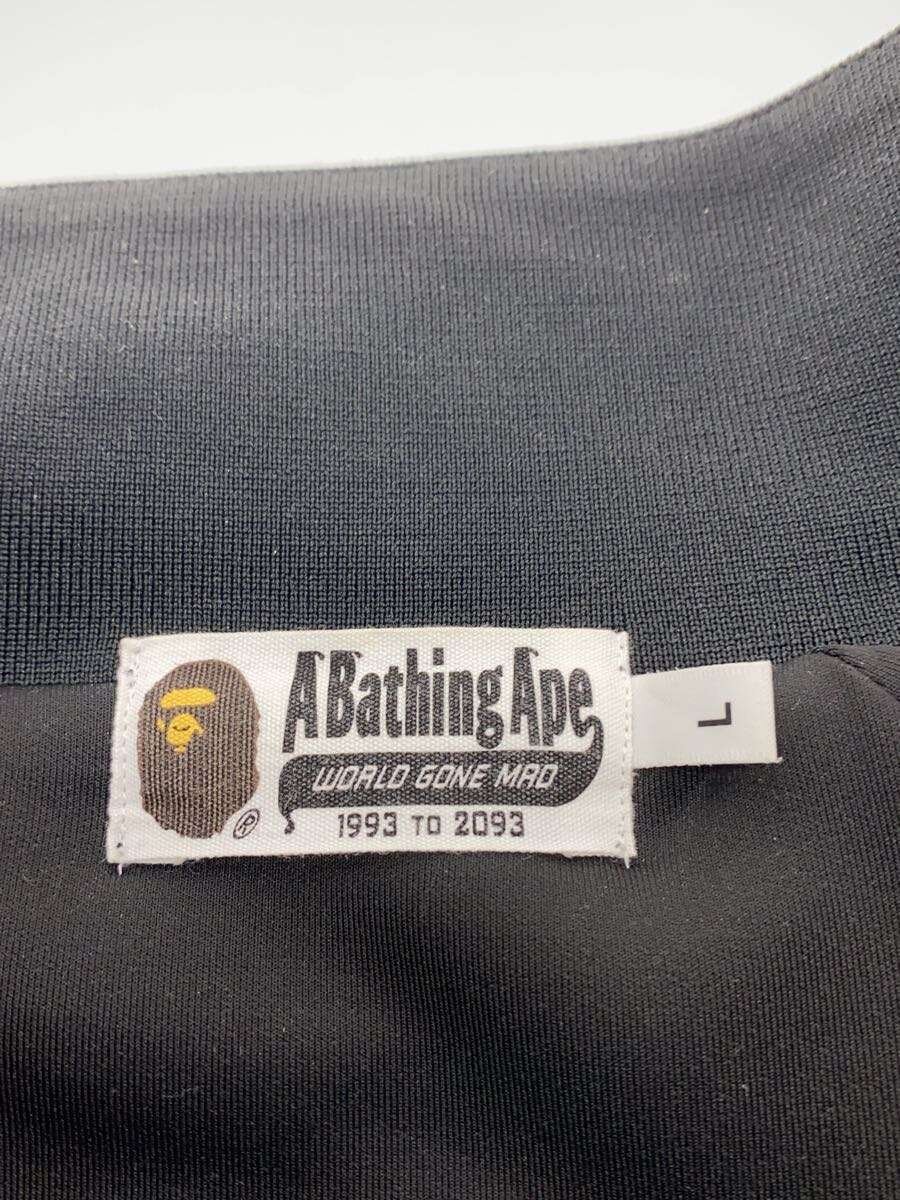 A Bathing Ape
WORLD GONE MAD
1993 TO 2093
®
L